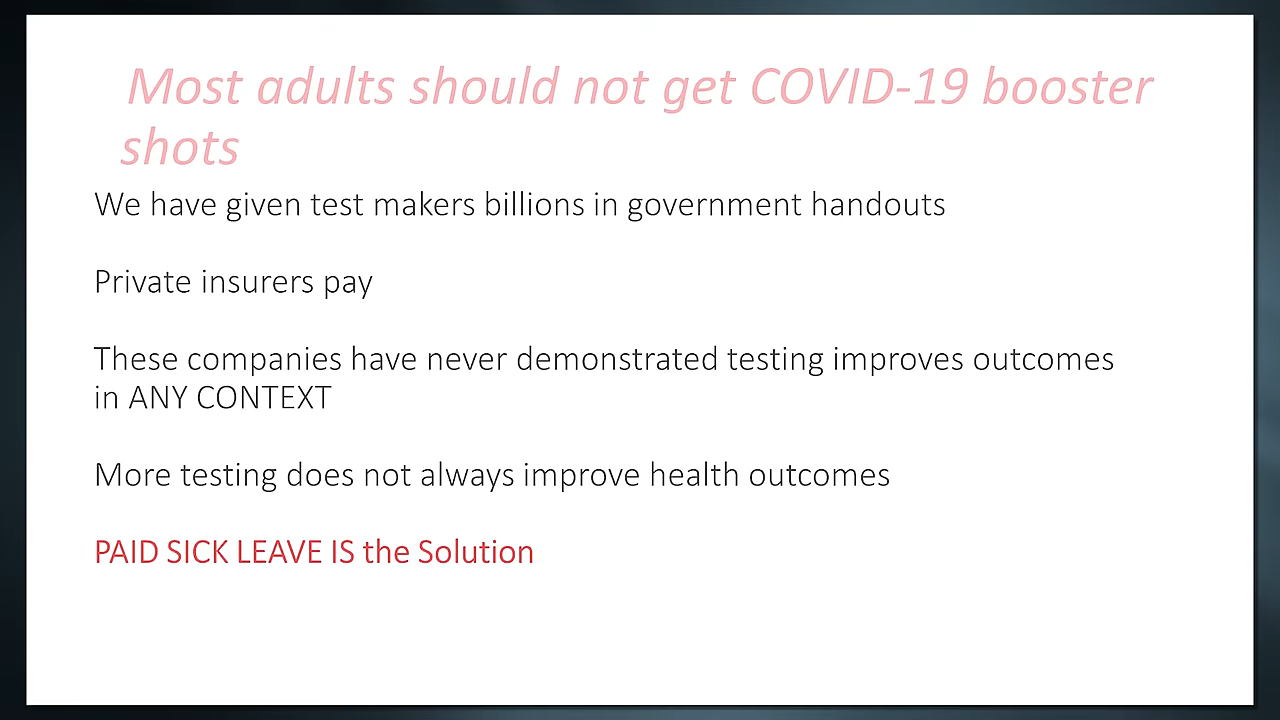 Most adults should not get COVID-19 booster
shots
We have given test makers billions in government handouts
Private insurers pay
These companies have never demonstrated testing improves outcomes
in ANY CONTEXT
More testing does not always improve health outcomes
PAID SICK LEAVE IS the Solution